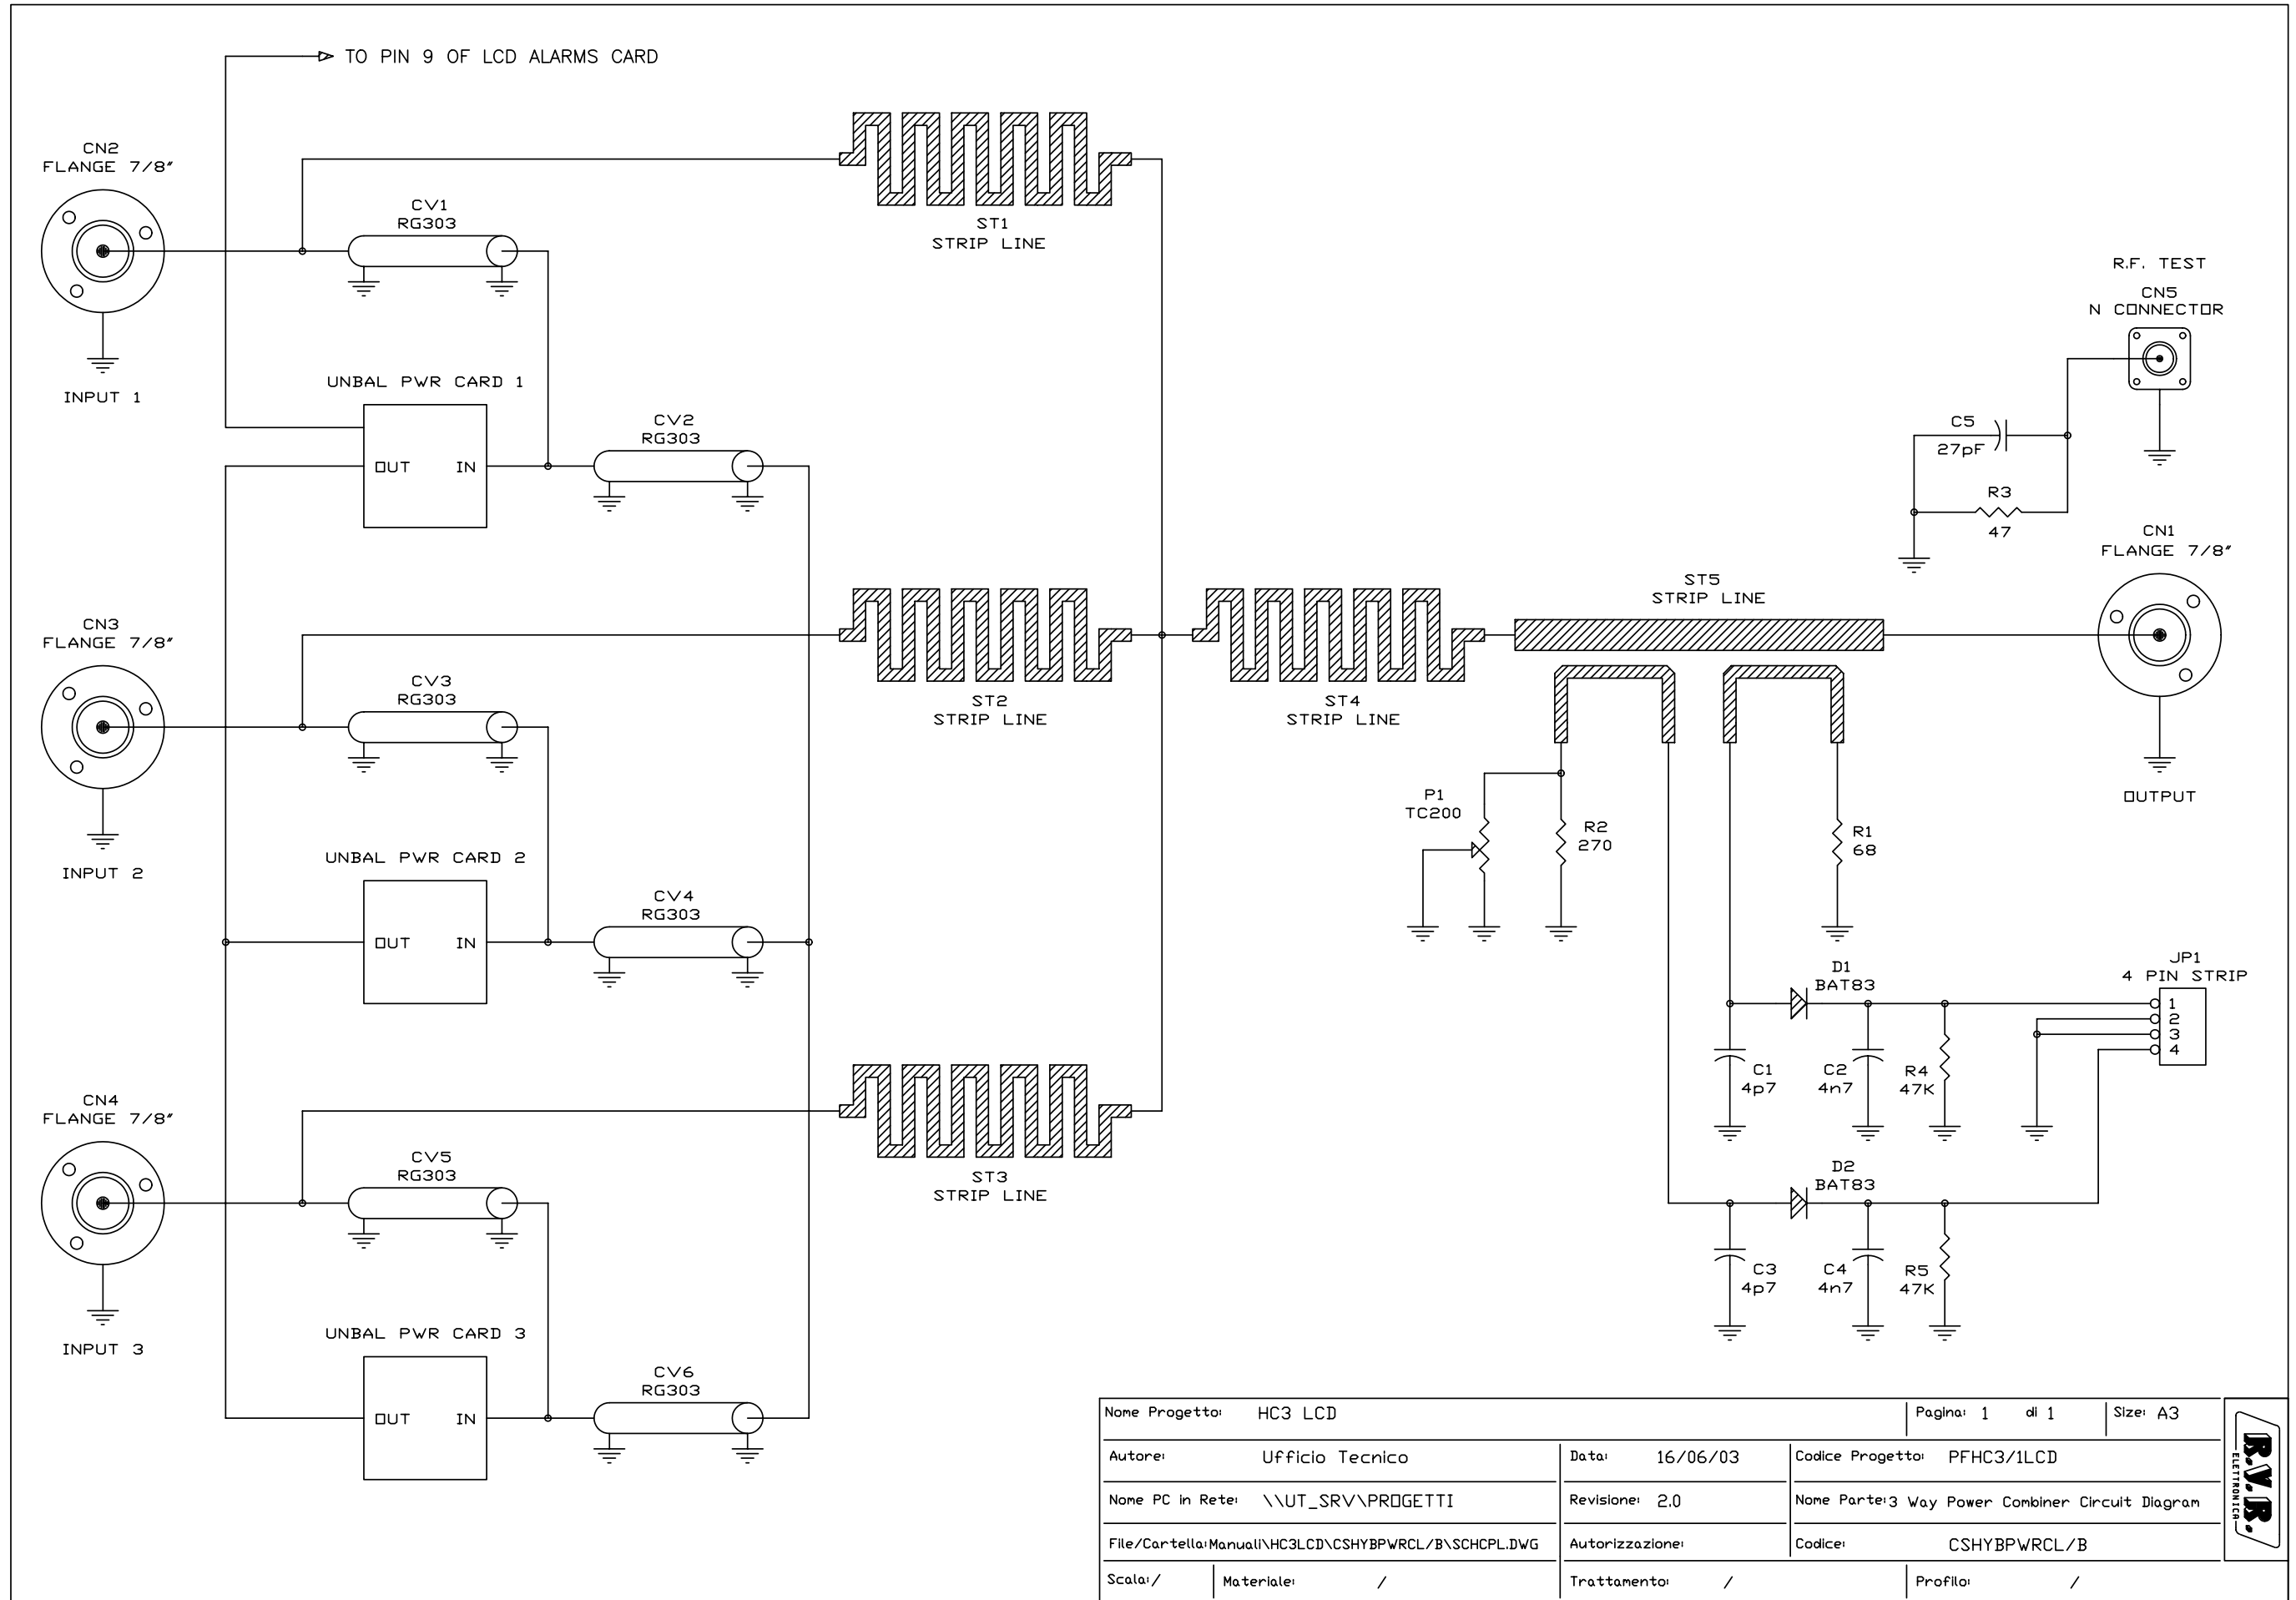 TO PIN 9 OF LCD ALARMS CARD
CN2
FLANGE 7/8"
INPUT 1
CV1
RG303
UNBAL PWR CARD 1
OUT IN
CV2
RG303
ST1
STRIP LINE
CN3
FLANGE 7/8"
INPUT 2
CV3
RG303
UNBAL PWR CARD 2
OUT IN
CV4
RG303
ST2
STRIP LINE
CN4
FLANGE 7/8"
INPUT 3
CV5
RG303
UNBAL PWR CARD 3
OUT IN
CV6
RG303
ST3
STRIP LINE
ST4
STRIP LINE
ST5
STRIP LINE
R.F. TEST
CN5
N CONNECTOR
C5
27pF
R3
47
CN1
FLANGE 7/8"
OUTPUT
P1
TC200
R2
270
R1
68
D1
BAT83
C1
4p7
C2
4n7
R4
47K
JP1
4 PIN STRIP
1
2
3
4
D2
BAT83
C3
4p7
C4
4n7
R5
47K
Nome Progetto: HC3 LCD
Pagina: 1 di 1
Size: A3
Autore: Ufficio Tecnico
Data: 16/06/03
Codice Progetto: PFHC3/1LCD
Nome PC in Rete: \\UT_SRV\PROGETTI
Revisione: 2.0
Nome Parte: 3 Way Power Combiner Circuit Diagram
File/Cartella: Manuali\HC3LCD\CSHYBPWRCL/B\SCHCPL.DWG
Autorizzazione:
Codice: CSHYBPWRCL/B
Scala: /
Materiale: /
Trattamento: /
Profilo: /
R.V.R.
ELETTRONICA